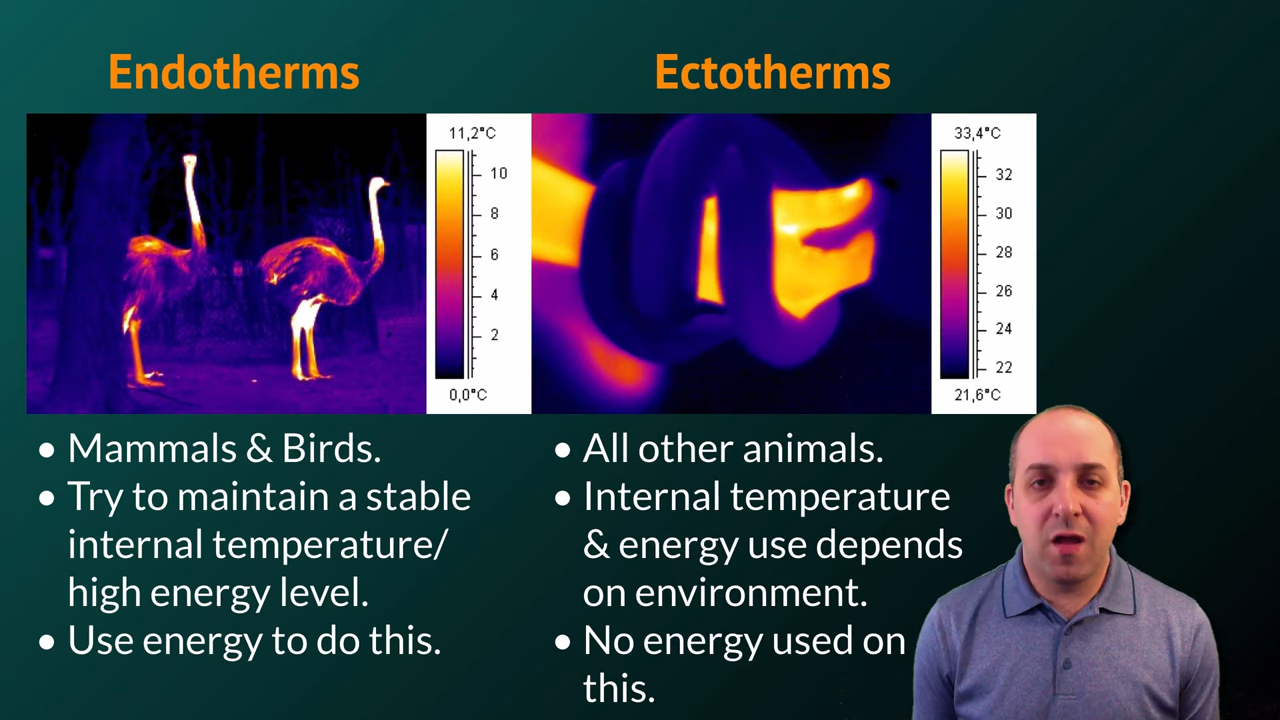 Endotherms
Ectotherms
11,2°C
10
8
6
4
2
0,0°C
33,4°C
32
30
28
26
24
22
21,6°C
• Mammals & Birds.
• Try to maintain a stable
internal temperature/
high energy level.
• Use energy to do this.
• All other animals.
• Internal temperature
& energy use depends
on environment.
• No energy used on
this.